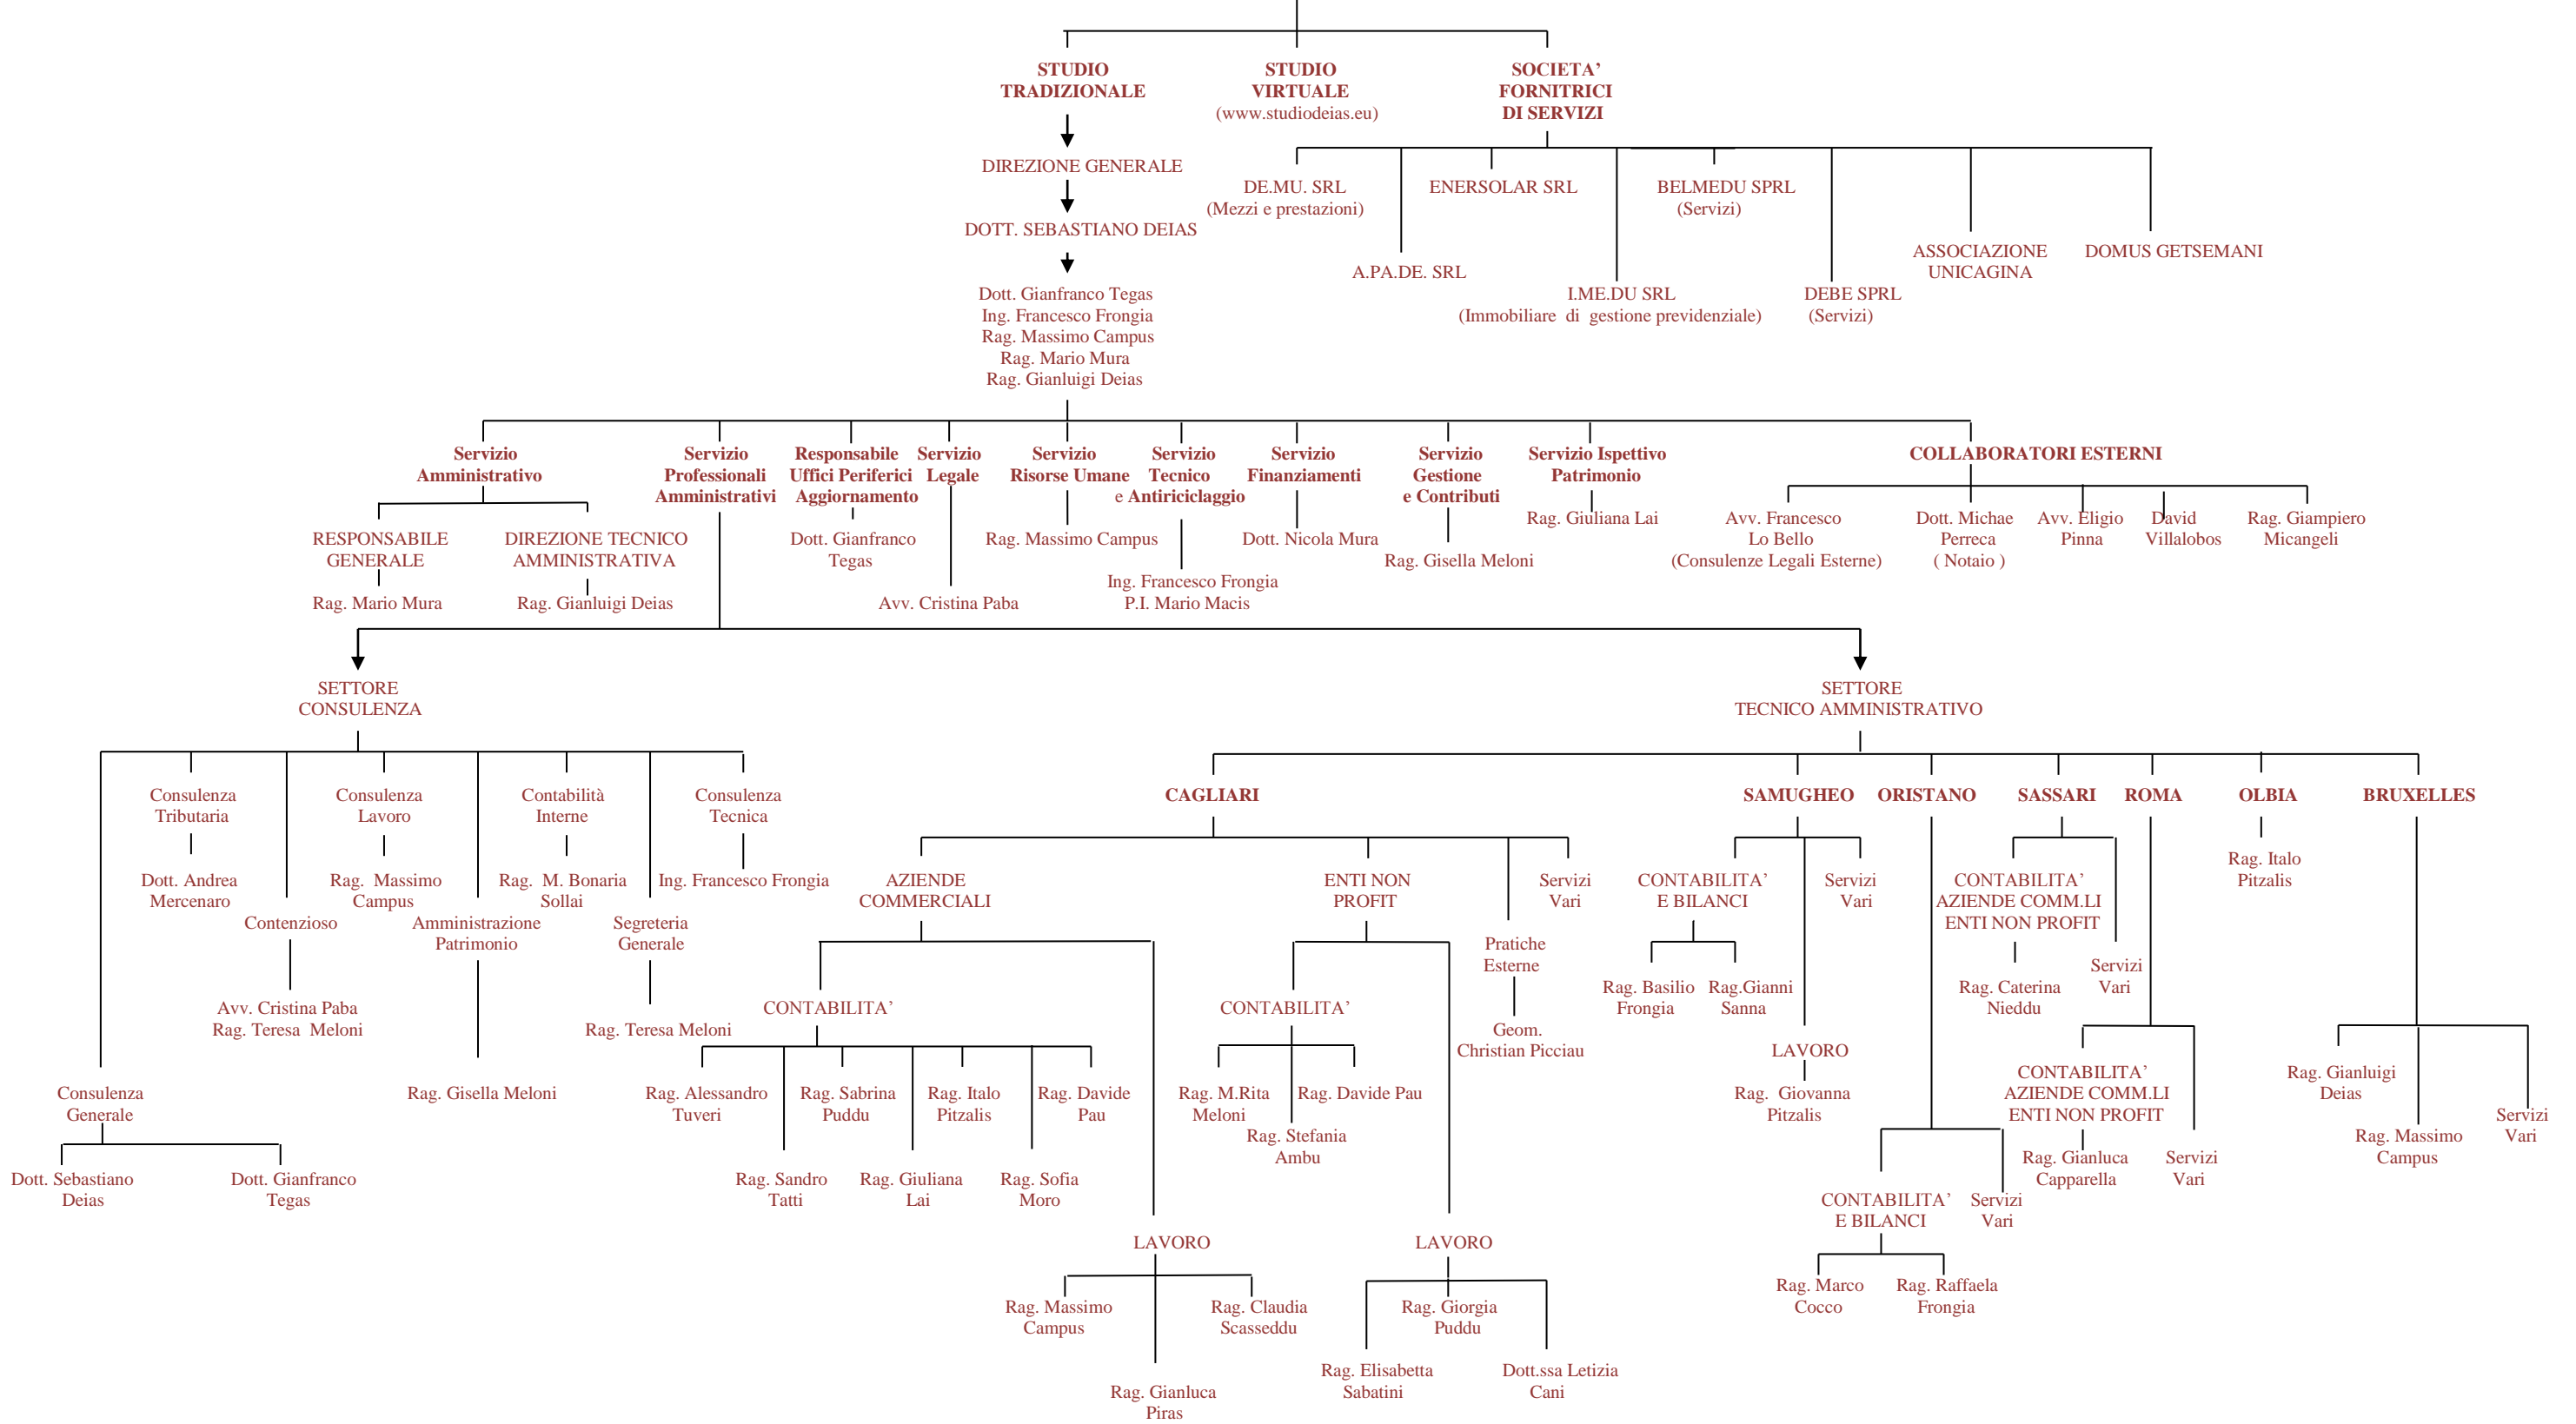 STUDIO
TRADIZIONALE
STUDIO
VIRTUALE
(www.studiodeias.eu)
SOCIETA’
FORNITRICI
DI SERVIZI
DIREZIONE GENERALE
DOTT. SEBASTIANO DEIAS
Dott. Gianfranco Tegas
Ing. Francesco Frongia
Rag. Massimo Campus
Rag. Mario Mura
Rag. Gianluigi Deias
DE.MU. SRL
(Mezzi e prestazioni)
A.PA.DE. SRL
ENERSOLAR SRL
I.ME.DU SRL
(Immobiliare di gestione previdenziale)
BELMEDU SPRL
(Servizi)
DEBE SPRL
(Servizi)
ASSOCIAZIONE
UNICAGINA
DOMUS GETSEMANI
Servizio
Amministrativo
RESPONSABILE
GENERALE
Rag. Mario Mura
DIREZIONE TECNICO
AMMINISTRATIVA
Rag. Gianluigi Deias
Servizio
Professionali
Amministrativi
Responsabile
Uffici Periferici
Aggiornamento
Dott. Gianfranco
Tegas
Servizio
Legale
Avv. Cristina Paba
Servizio
Risorse Umane
Rag. Massimo Campus
Servizio
Tecnico
e Antiriciclaggio
Ing. Francesco Frongia
P.I. Mario Macis
Servizio
Finanziamenti
Dott. Nicola Mura
Servizio
Gestione
e Contributi
Rag. Gisella Meloni
Servizio Ispettivo
Patrimonio
Rag. Giuliana Lai
COLLABORATORI ESTERNI
Avv. Francesco
Lo Bello
(Consulenze Legali Esterne)
Dott. Michae
Perreca
( Notaio )
Avv. Eligio
Pinna
David
Villalobos
Rag. Giampiero
Micangeli
SETTORE
CONSULENZA
Consulenza
Generale
Dott. Sebastiano
Deias
Dott. Gianfranco
Tegas
Consulenza
Tributaria
Dott. Andrea
Mercenaro
Contenzioso
Avv. Cristina Paba
Rag. Teresa Meloni
Consulenza
Lavoro
Rag. Massimo
Campus
Amministrazione
Patrimonio
Rag. Gisella Meloni
Contabilità
Interne
Rag. M. Bonaria
Sollai
Segreteria
Generale
Rag. Teresa Meloni
Consulenza
Tecnica
Ing. Francesco Frongia
SETTORE
TECNICO AMMINISTRATIVO
CAGLIARI
AZIENDE
COMMERCIALI
CONTABILITA’
Rag. Alessandro
Tuveri
Rag. Sandro
Tatti
Rag. Sabrina
Puddu
Rag. Giuliana
Lai
Rag. Italo
Pitzalis
Rag. Sofia
Moro
Rag. Davide
Pau
LAVORO
Rag. Massimo
Campus
Rag. Gianluca
Piras
Rag. Claudia
Scasseddu
ENTI NON
PROFIT
CONTABILITA’
Rag. M.Rita
Meloni
Rag. Stefania
Ambu
Rag. Davide Pau
LAVORO
Rag. Elisabetta
Sabatini
Rag. Giorgia
Puddu
Dott.ssa Letizia
Cani
Pratiche
Esterne
Geom.
Christian Picciau
Servizi
Vari
SAMUGHEO
CONTABILITA’
E BILANCI
Rag. Basilio
Frongia
Rag.Gianni
Sanna
LAVORO
Rag. Giovanna
Pitzalis
Servizi
Vari
ORISTANO
CONTABILITA’
E BILANCI
Rag. Marco
Cocco
Rag. Raffaela
Frongia
Servizi
Vari
SASSARI
CONTABILITA’
AZIENDE COMM.LI
ENTI NON PROFIT
Rag. Caterina
Nieddu
Servizi
Vari
ROMA
CONTABILITA’
AZIENDE COMM.LI
ENTI NON PROFIT
Rag. Gianluca
Capparella
Servizi
Vari
OLBIA
Rag. Italo
Pitzalis
BRUXELLES
Rag. Gianluigi
Deias
Rag. Massimo
Campus
Servizi
Vari